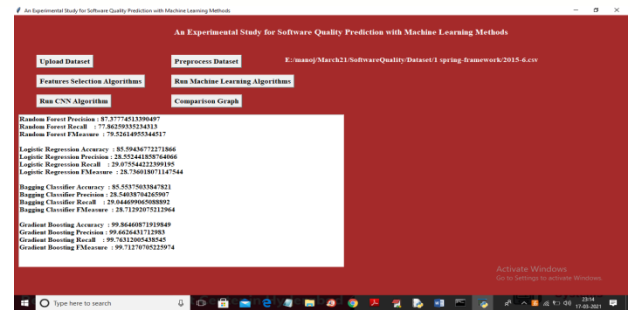 An Experimental Study for Software Quality Prediction with Machine Learning Methods
An Experimental Study for Software Quality Prediction with Machine Learning Methods
Upload Dataset
Preprocess Dataset
E:/manoj/March21/SoftwareQuality/Dataset/1 spring-framework/2015-6.csv
Features Selection Algorithms
Run Machine Learning Algorithms
Run CNN Algorithm
Comparison Graph
Random Forest Precision : 87.37774513390497
Random Forest Recall : 77.86259335234313
Random Forest FMeasure : 79.52614955344517
Logistic Regression Accuracy : 85.59436772271866
Logistic Regression Precision : 28.552441858764066
Logistic Regression Recall : 29.075544222399195
Logistic Regression FMeasure : 28.736018071147544
Bagging Classifier Accuracy : 85.55375033847821
Bagging Classifier Precision : 28.54038704265907
Bagging Classifier Recall : 29.044699065088892
Bagging Classifier FMeasure : 28.71292075212964
Gradient Boosting Accuracy : 99.86460871919849
Gradient Boosting Precision : 99.6626431712983
Gradient Boosting Recall : 99.76312005438545
Gradient Boosting FMeasure : 99.71270705225974
Activate Windows
Go to Settings to activate Windows.
Type here to search
23:14
17-03-2021